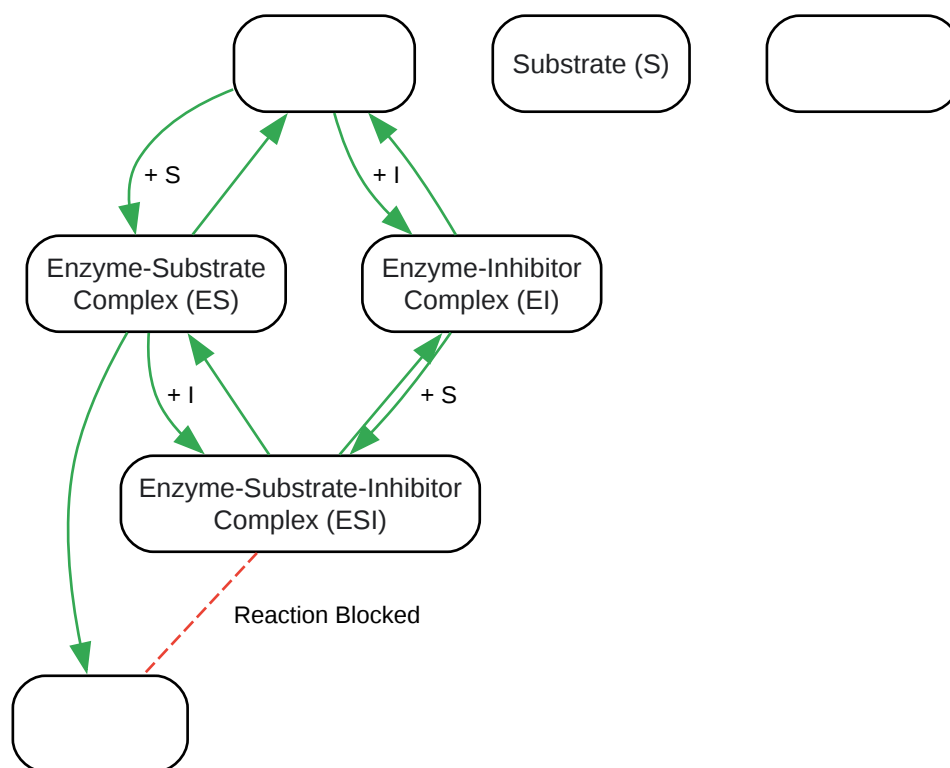 Substrate (S)
+ S
+ I
Enzyme-Substrate
Complex (ES)
Enzyme-Inhibitor
Complex (EI)
+ I
+ S
Enzyme-Substrate-Inhibitor
Complex (ESI)
Reaction Blocked